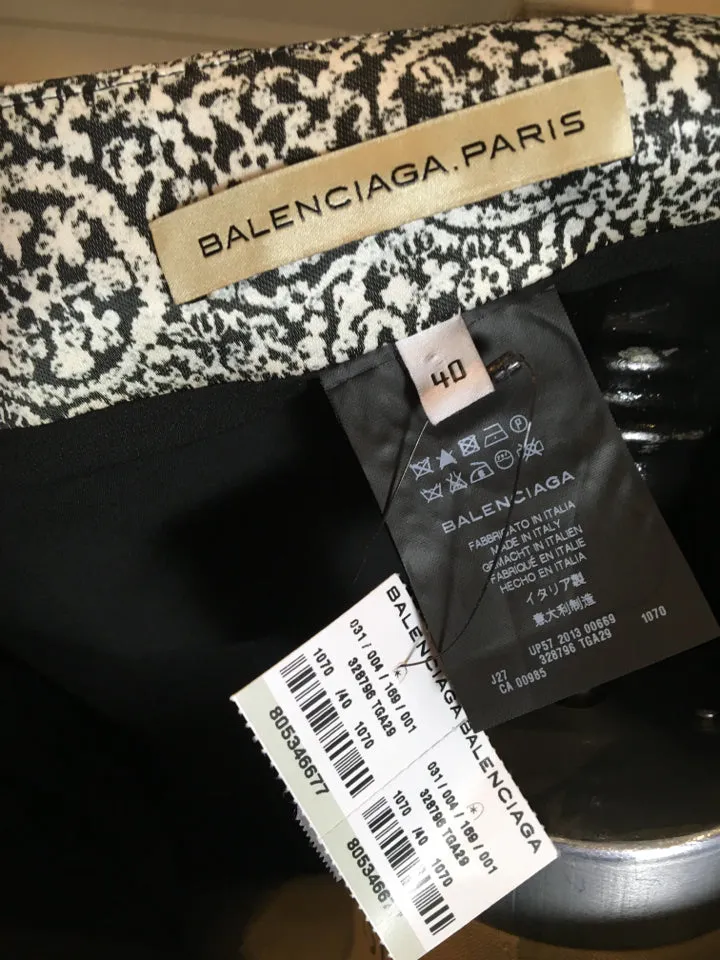 BALENCIAGA.PARIS
40
BALENCIAGA
FABBRICATO IN ITALIA
MADE IN ITALY
GEMACHT IN ITALIEN
FABRIQUÉ EN ITALIE
HECHO EN ITALIA
イタリア製
意大利制造
J27 UP57 2013 00669 1070
328796 TGA29
CA 00985
BALENCIAGA
031 / 004 / 169 / 001
328796 TGA29
1070 /40 1070
805346677
BALENCIAGA
031 / 004 / 169 / 001
328796 TGA29
1070 /40 1070